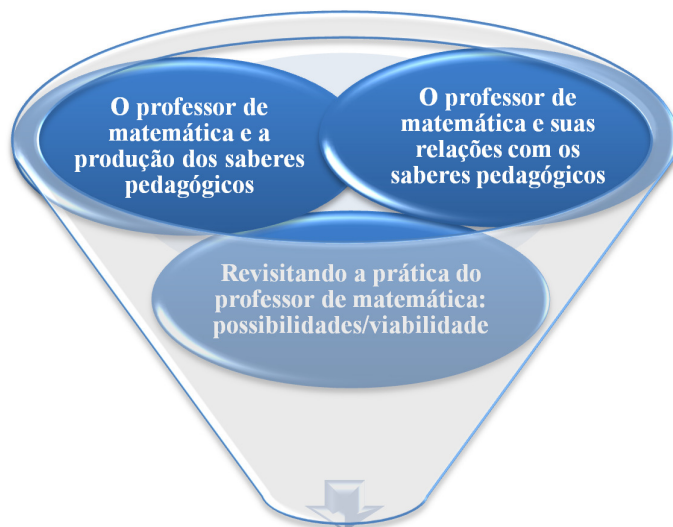 O professor de
matemática e a
produção dos saberes
pedagógicos
O professor de
matemática e suas
relações com os
saberes pedagógicos
Revisitando a prática do
professor de matemática:
possibilidades/viabilidade